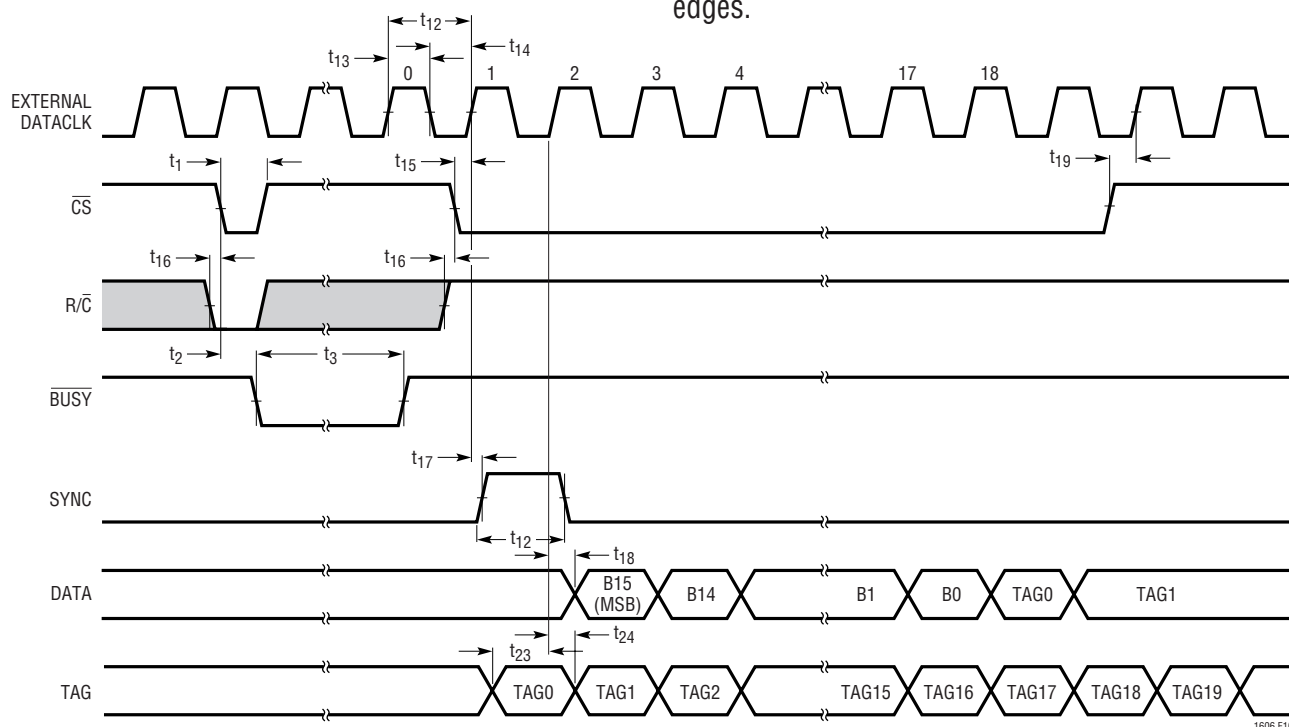 edges.
t12
t13
t14
0 1 2 3 4 17 18
EXTERNAL
DATACLK
t1
t15
t19
C̅S̅
t16
t16
R/C̅
t2
t3
B̅U̅S̅Y̅
t17
SYNC
t12
t18
DATA
B15
(MSB)
B14
B1
B0
TAG0
TAG1
t23
t24
TAG
TAG0
TAG1
TAG2
TAG15
TAG16
TAG17
TAG18
TAG19